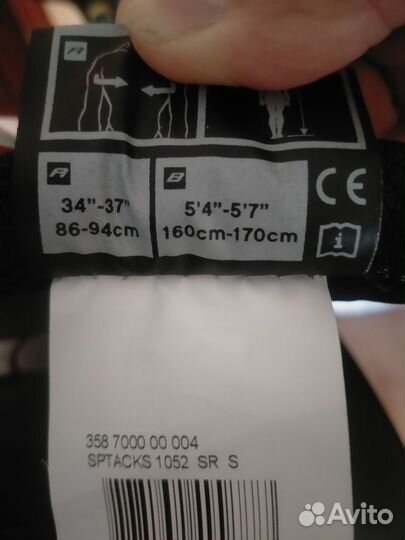 A
A
B
34"-37"
86-94cm
5'4"-5'7"
160cm-170cm
CE
i
358 7000 00 004
SPTACKS 1052 SR S
Avito